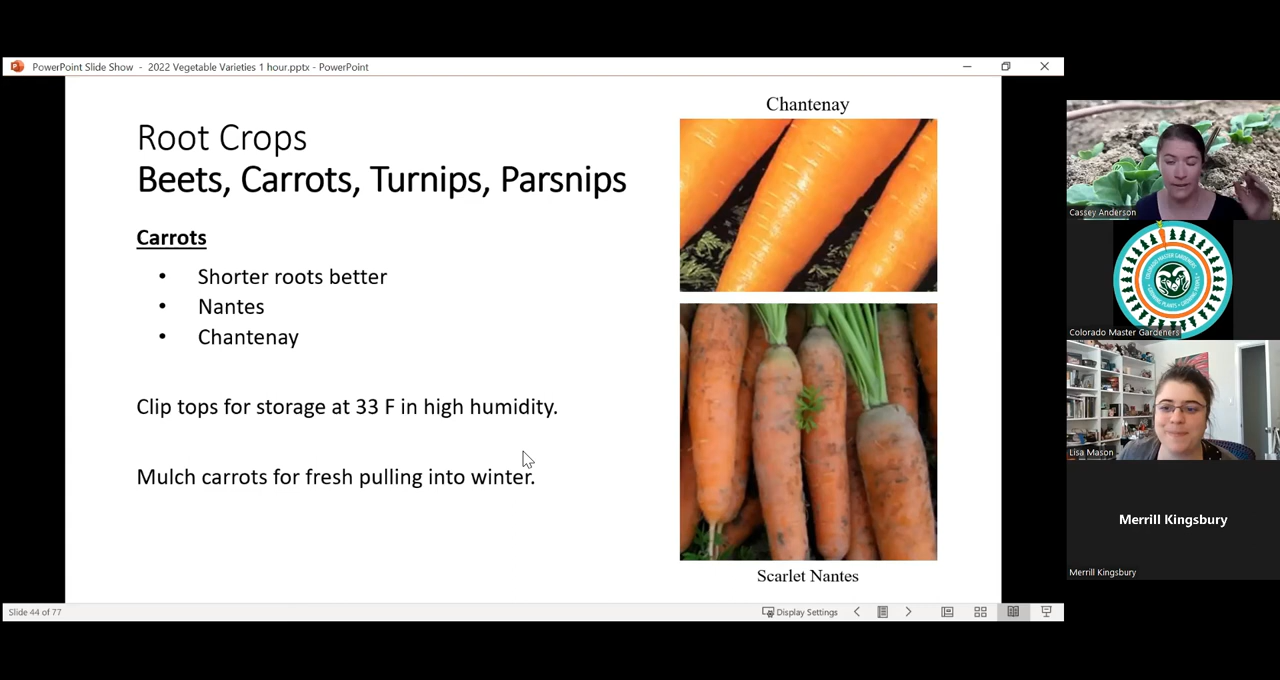 PowerPoint Slide Show - 2022 Vegetable Varieties 1 hour.pptx - PowerPoint
Root Crops
Beets, Carrots, Turnips, Parsnips
Carrots
• Shorter roots better
• Nantes
• Chantenay
Clip tops for storage at 33 F in high humidity.
Mulch carrots for fresh pulling into winter.
Chantenay
Scarlet Nantes
Slide 44 of 77
Display Settings
Cassey Anderson
COLORADO MASTER GARDENERS
Colorado Master Gardeners
Lisa Mason
Merrill Kingsbury
Merrill Kingsbury